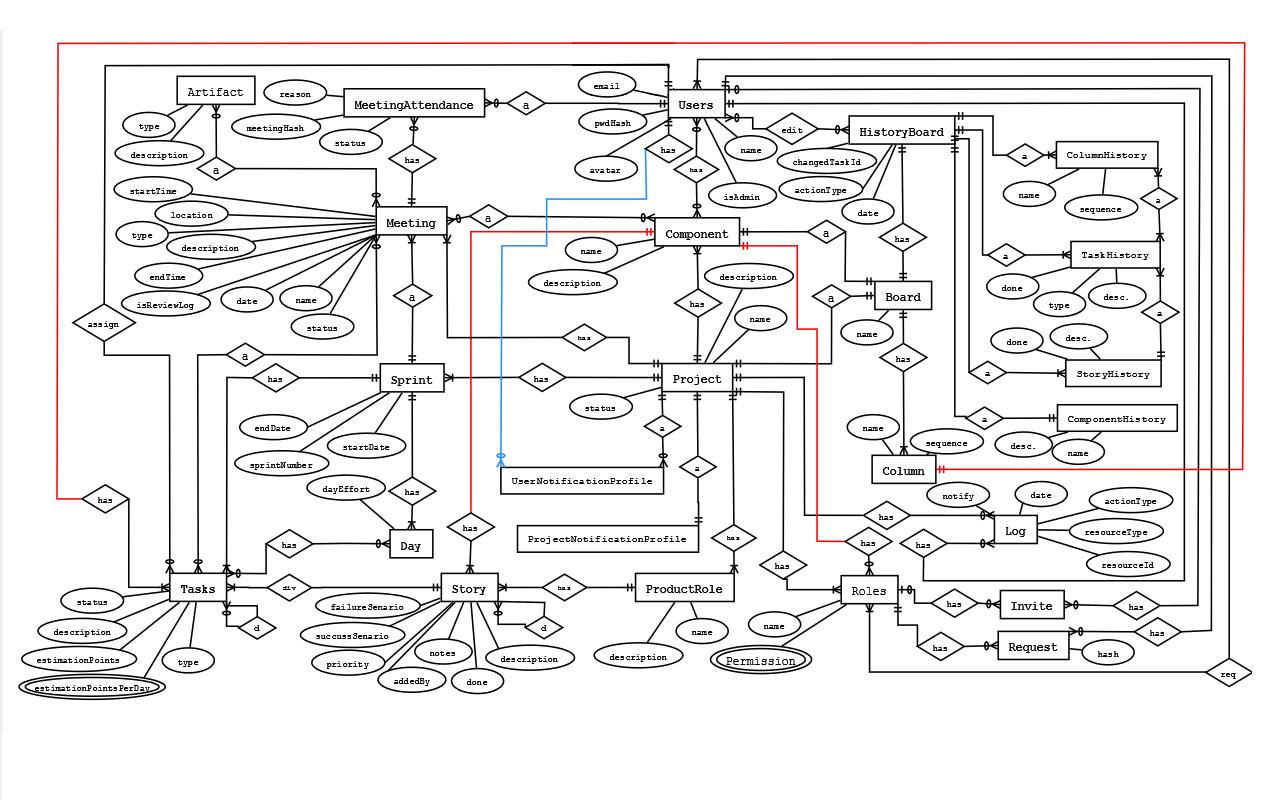 email
Artifact
reason
MeetingAttendance
a
Users
type
meetingHash
pwdHash
edit
HistoryBoard
description
status
has
name
a
ColumnHistory
has
changedTaskId
a
avatar
has
startTime
isAdmin
actionType
name
a
location
date
sequence
Meeting
a
Component
a
type
description
name
has
a
TaskHistory
endTime
description
description
done
isReviewLog
date
name
a
has
a
Board
type
desc.
status
name
name
a
assign
has
done
desc.
a
has
has
Sprint
has
Project
a
StoryHistory
status
endDate
a
name
a
ComponentHistory
startDate
sequence
desc.
name
sprintNumber
a
Column
UserNotificationProfile
dayEffort
has
notify
date
has
actionType
has
has
Log
resourceType
has
Day
ProjectNotificationProfile
has
has
has
resourceId
has
Tasks
div
Story
has
ProductRole
Roles
status
failureSenario
has
Invite
has
description
d
succussSenario
d
name
name
has
estimationPoints
type
priority
notes
description
description
Permission
has
Request
hash
estimationPointsPerDay
addedBy
done
req